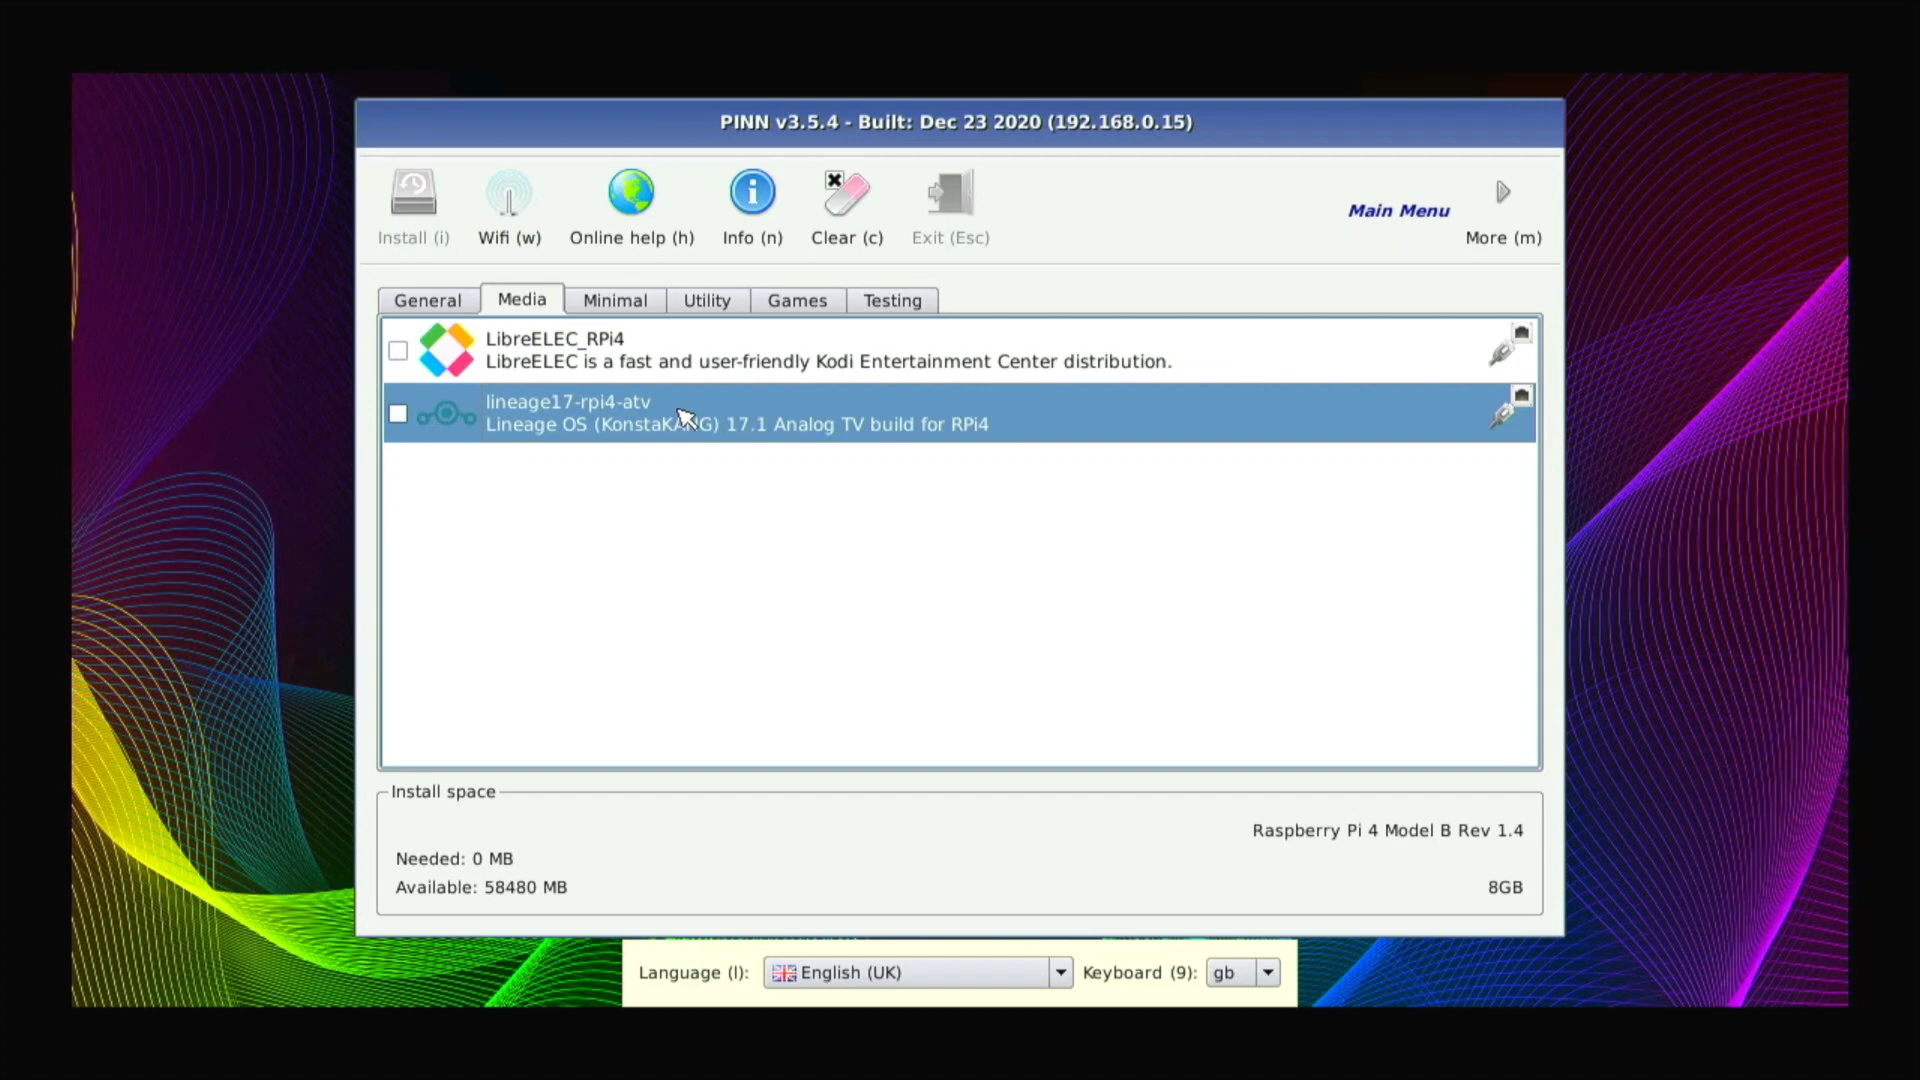 PINN v3.5.4 - Built: Dec 23 2020 (192.168.0.15)
Install (i)
Wifi (w)
Online help (h)
Info (n)
Clear (c)
Exit (Esc)
Main Menu
More (m)
General
Media
Minimal
Utility
Games
Testing
LibreELEC_RPi4
LibreELEC is a fast and user-friendly Kodi Entertainment Center distribution.
lineage17-rpi4-atv
Lineage OS (KonstaKANG) 17.1 Analog TV build for RPi4
Install space
Raspberry Pi 4 Model B Rev 1.4
Needed: 0 MB
Available: 58480 MB
8GB
Language (l):
English (UK)
Keyboard (9):
gb